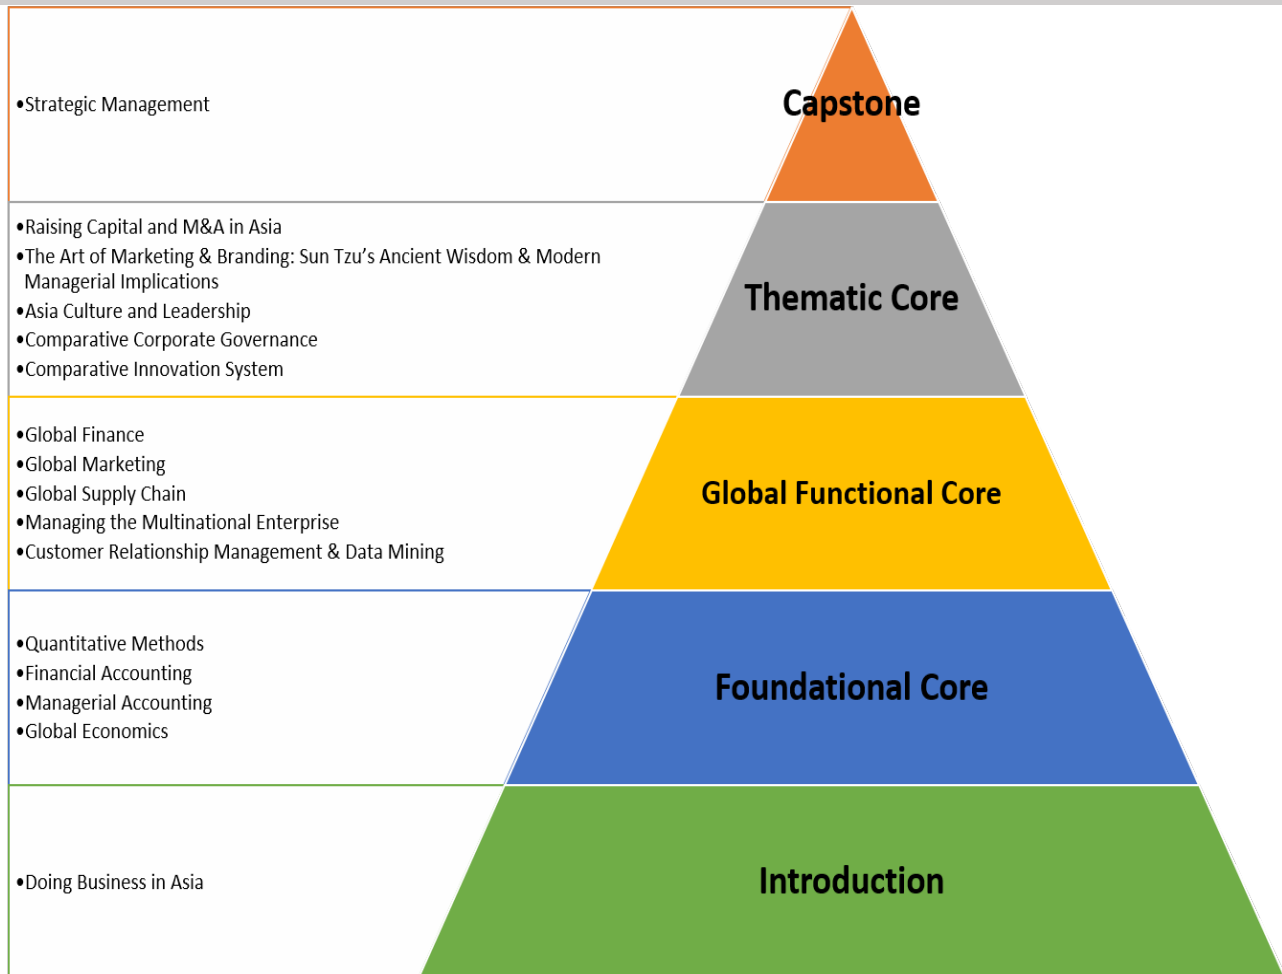 •Strategic Management
Capstone
•Raising Capital and M&A in Asia
•The Art of Marketing & Branding: Sun Tzu’s Ancient Wisdom & Modern
Managerial Implications
•Asia Culture and Leadership
•Comparative Corporate Governance
•Comparative Innovation System
Thematic Core
•Global Finance
•Global Marketing
•Global Supply Chain
•Managing the Multinational Enterprise
•Customer Relationship Management & Data Mining
Global Functional Core
•Quantitative Methods
•Financial Accounting
•Managerial Accounting
•Global Economics
Foundational Core
•Doing Business in Asia
Introduction